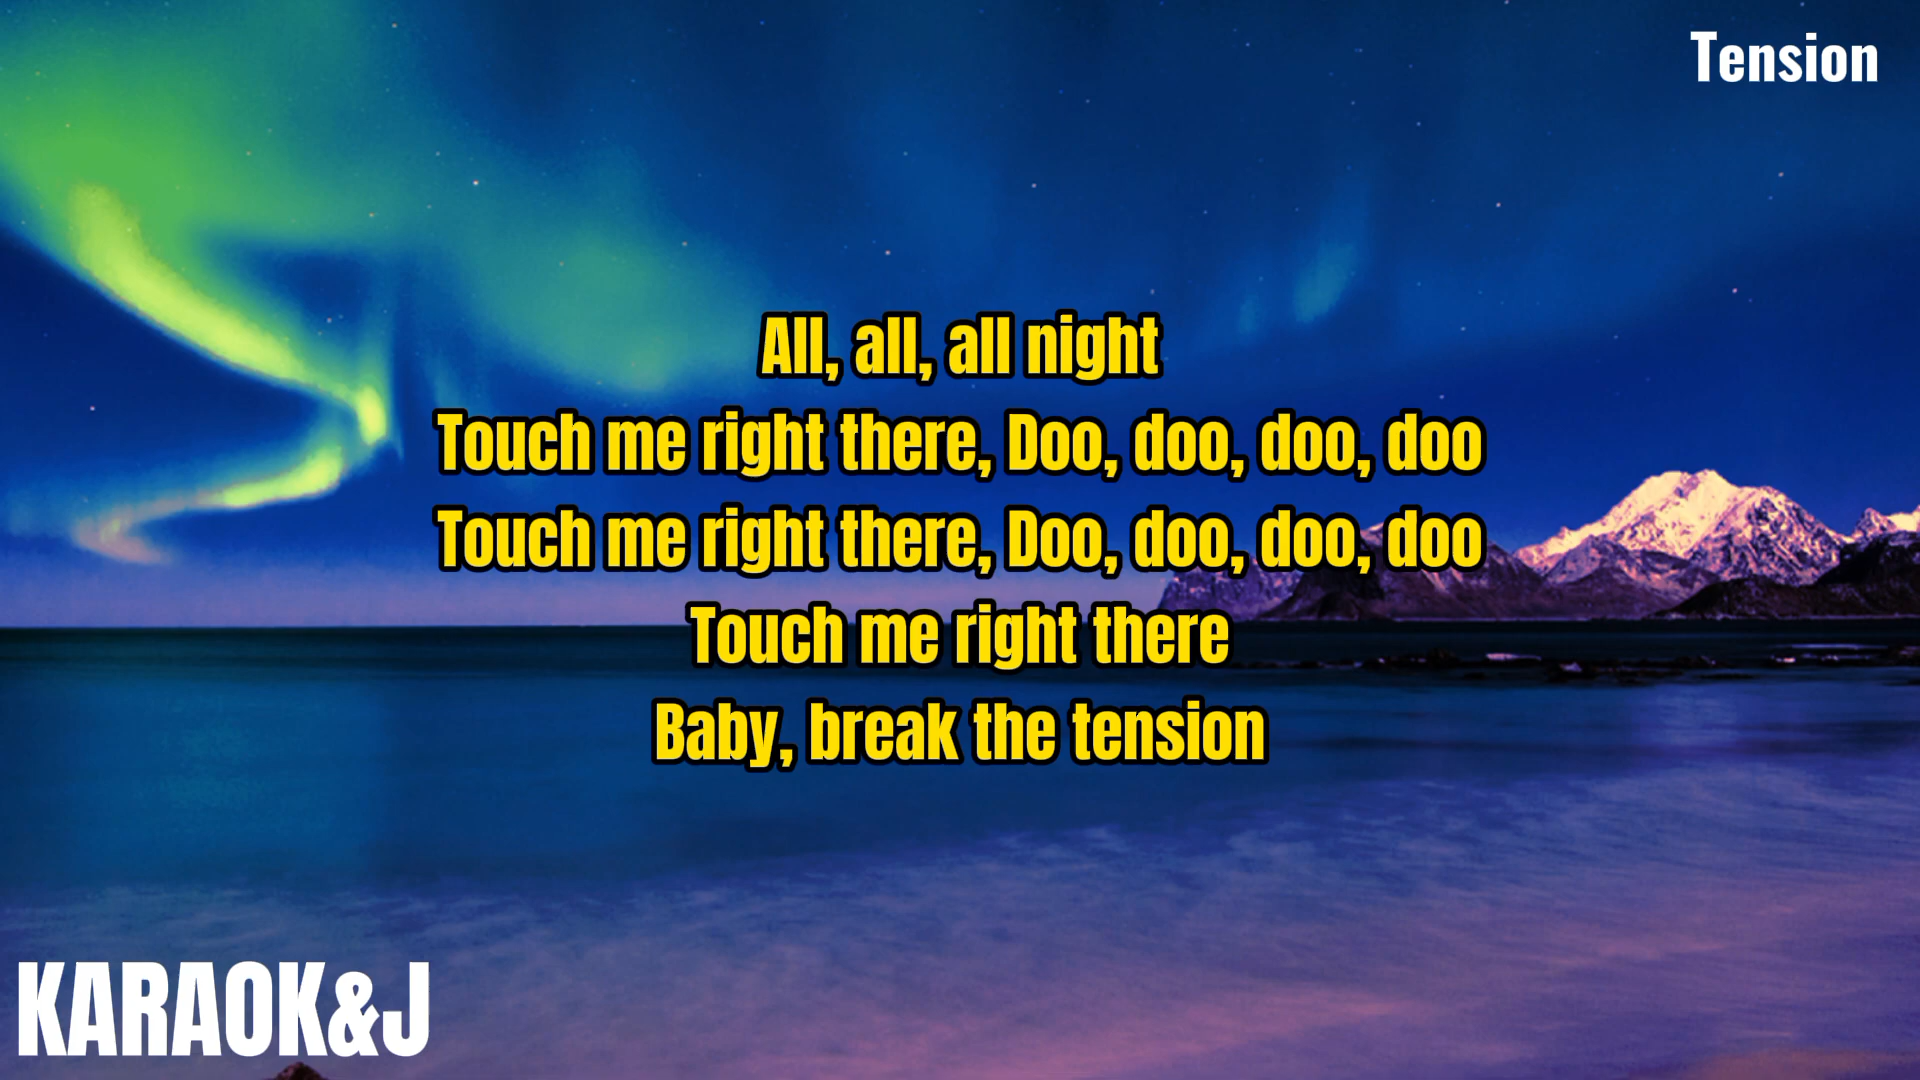 Tension
All, all, all night
Touch me right there, Doo, doo, doo, doo
Touch me right there, Doo, doo, doo, doo
Touch me right there
Baby, break the tension
KARAOK&J